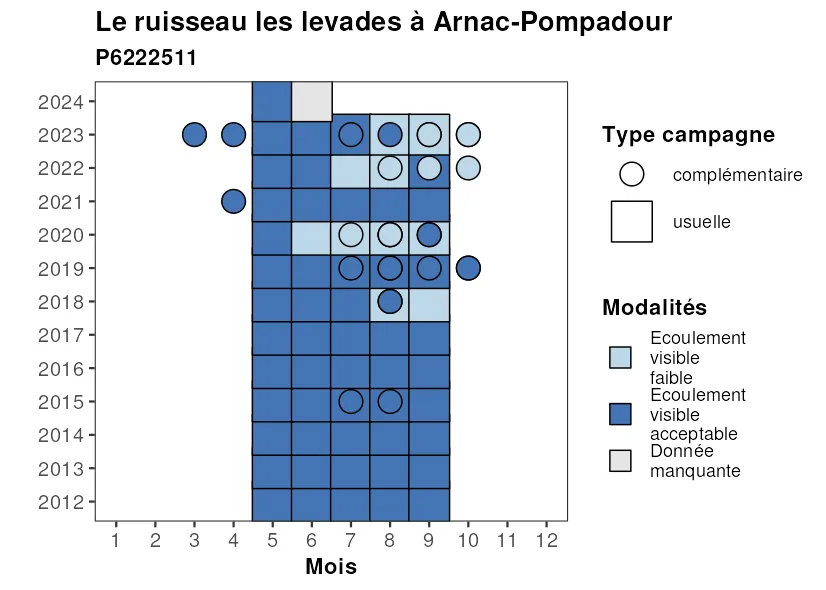 Le ruisseau les levades à Arnac-Pompadour
P6222511
2024
2023
2022
2021
2020
2019
2018
2017
2016
2015
2014
2013
2012
1 2 3 4 5 6 7 8 9 10 11 12
Mois
Type campagne
complémentaire
usuelle
Modalités
Ecoulement
visible
faible
Ecoulement
visible
acceptable
Donnée
manquante